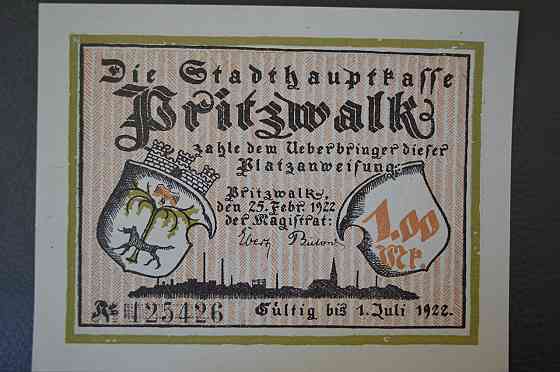 Die Stadthauptkasse
Pritzwalk
zahle dem Ueberbringer dieser
Platzanweisung:
Pritzwalk,
den 25. Febr. 1922
der Magistrat:
1.00
Mk.
No 125426
Gültig bis 1. Juli 1922.